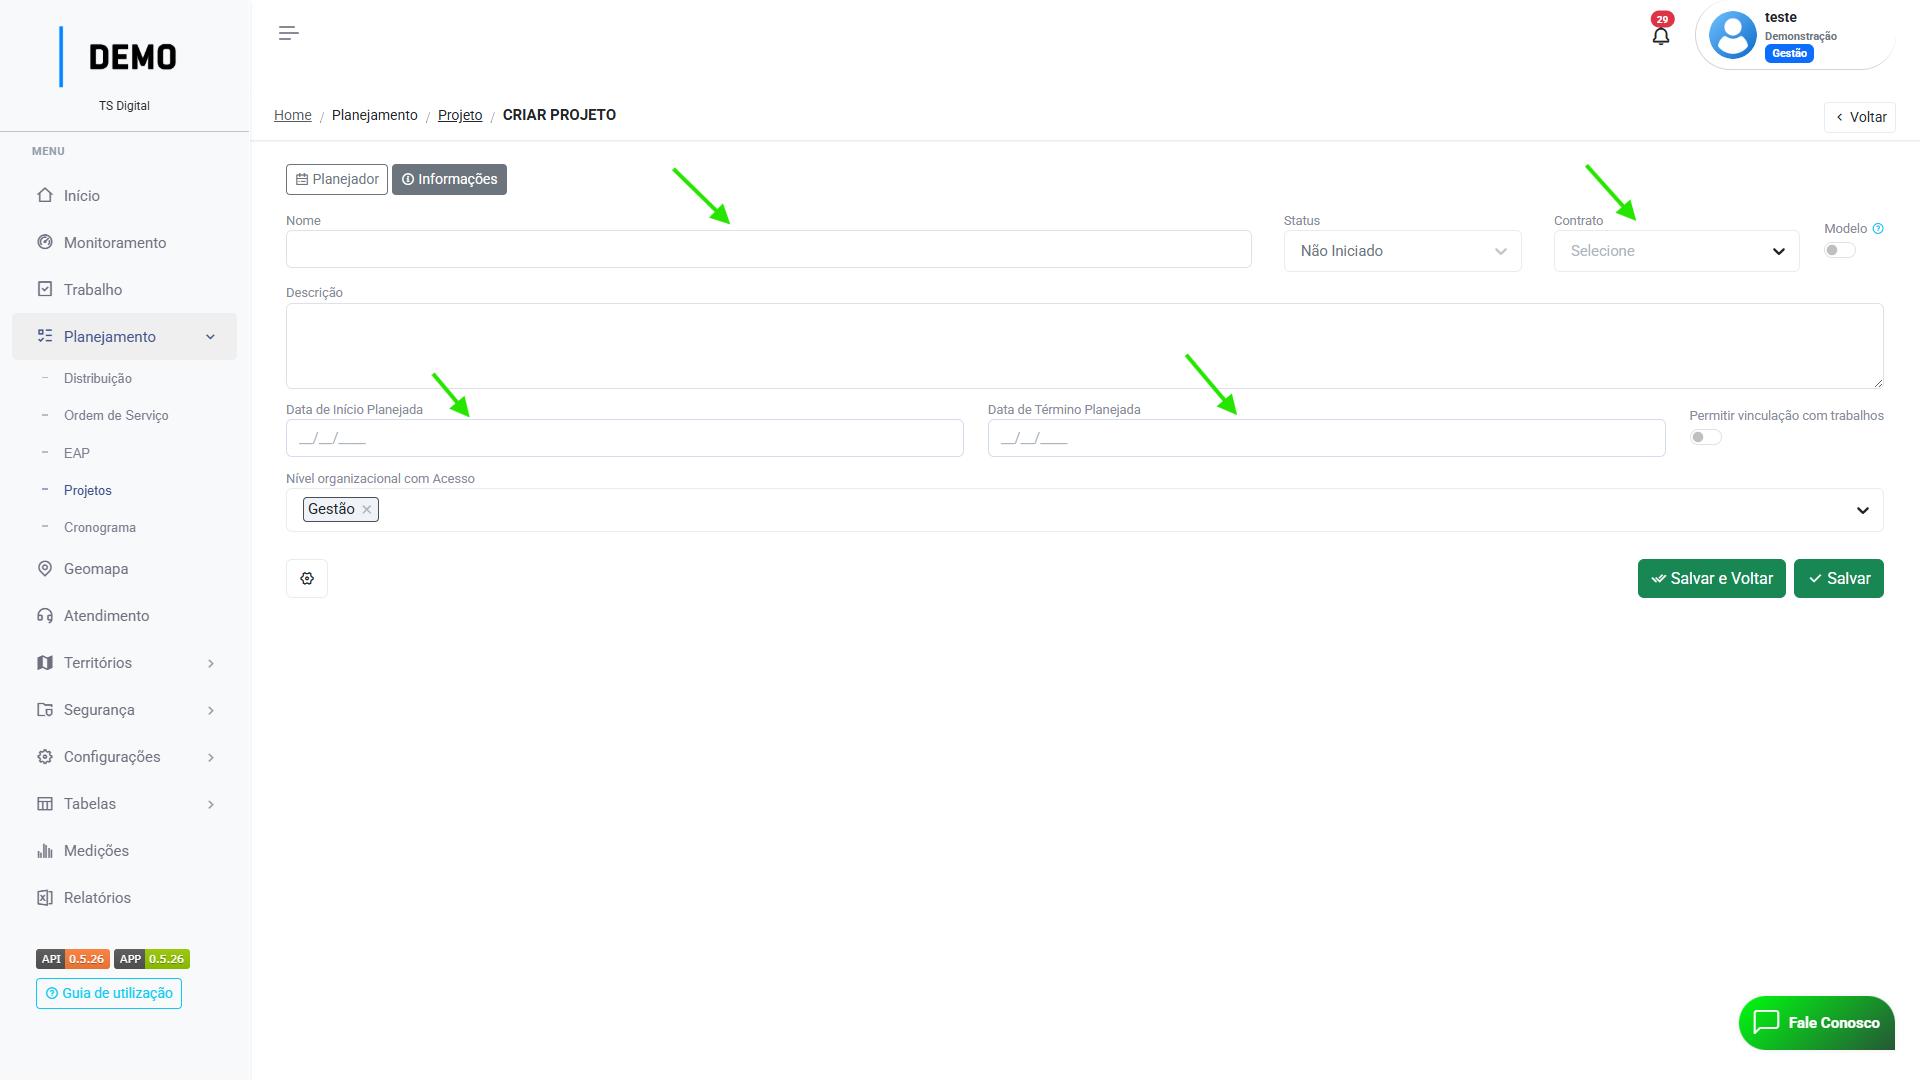 DEMO
TS Digital
MENU
Início
Monitoramento
Trabalho
Planejamento
Distribuição
Ordem de Serviço
EAP
Projetos
Cronograma
Geomapa
Atendimento
Territórios
Segurança
Configurações
Tabelas
Medições
Relatórios
API 0.5.26 APP 0.5.26
Guia de utilização
29
teste
Demonstração
Gestão
Home / Planejamento / Projeto / CRIAR PROJETO
Voltar
Planejador Informações
Nome Status Contrato Modelo
Não Iniciado Selecione
Descrição
Data de Início Planejada Data de Término Planejada Permitir vinculação com trabalhos
__/__/____ __/__/____
Nível organizacional com Acesso
Gestão
Salvar e Voltar Salvar
Fale Conosco